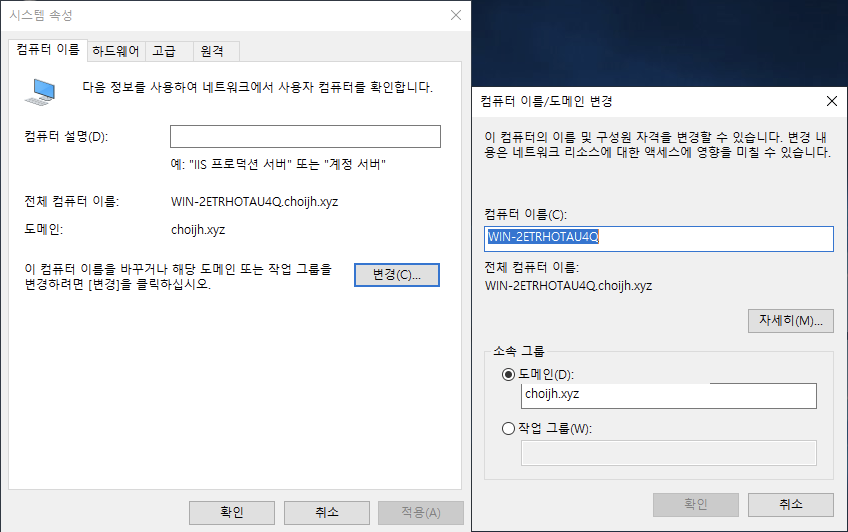 시스템 속성
컴퓨터 이름
하드웨어
고급
원격
다음 정보를 사용하여 네트워크에서 사용자 컴퓨터를 확인합니다.
컴퓨터 설명(D):
예: "IIS 프로덕션 서버" 또는 "계정 서버"
전체 컴퓨터 이름:
WIN-2ETRHOTAU4Q.choijh.xyz
도메인:
choijh.xyz
이 컴퓨터 이름을 바꾸거나 해당 도메인 또는 작업 그룹을
변경하려면 [변경]을 클릭하십시오.
변경(C)...
확인
취소
적용(A)
컴퓨터 이름/도메인 변경
이 컴퓨터의 이름 및 구성원 자격을 변경할 수 있습니다. 변경 내
용은 네트워크 리소스에 대한 액세스에 영향을 미칠 수 있습니다.
컴퓨터 이름(C):
WIN-2ETRHOTAU4Q
전체 컴퓨터 이름:
WIN-2ETRHOTAU4Q.choijh.xyz
자세히(M)...
소속 그룹
도메인(D):
choijh.xyz
작업 그룹(W):
확인
취소